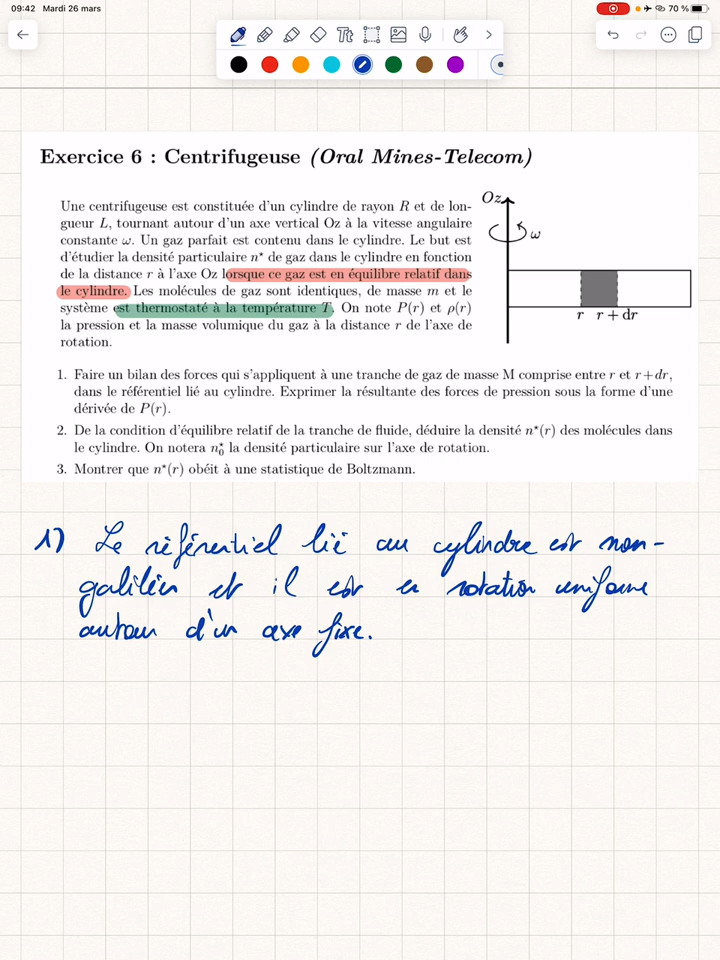 09:42 Mardi 26 mars
70 %
Exercice 6 : Centrifugeuse (Oral Mines-Telecom)
Une centrifugeuse est constituée d'un cylindre de rayon R et de lon-
gueur L, tournant autour d'un axe vertical Oz à la vitesse angulaire
constante ω. Un gaz parfait est contenu dans le cylindre. Le but est
d'étudier la densité particulaire n* de gaz dans le cylindre en fonction
de la distance r à l'axe Oz lorsque ce gaz est en équilibre relatif dans
le cylindre. Les molécules de gaz sont identiques, de masse m et le
système est thermostaté à la température T. On note P(r) et ρ(r)
la pression et la masse volumique du gaz à la distance r de l'axe de
rotation.
Oz
ω
r r + dr
1. Faire un bilan des forces qui s'appliquent à une tranche de gaz de masse M comprise entre r et r+dr,
dans le référentiel lié au cylindre. Exprimer la résultante des forces de pression sous la forme d'une
dérivée de P(r).
2. De la condition d'équilibre relatif de la tranche de fluide, déduire la densité n*(r) des molécules dans
le cylindre. On notera n₀* la densité particulaire sur l'axe de rotation.
3. Montrer que n*(r) obéit à une statistique de Boltzmann.
1) Le référentiel lié au cylindre est non-
galiléen et il est en rotation uniforme
autour d'un axe fixe.